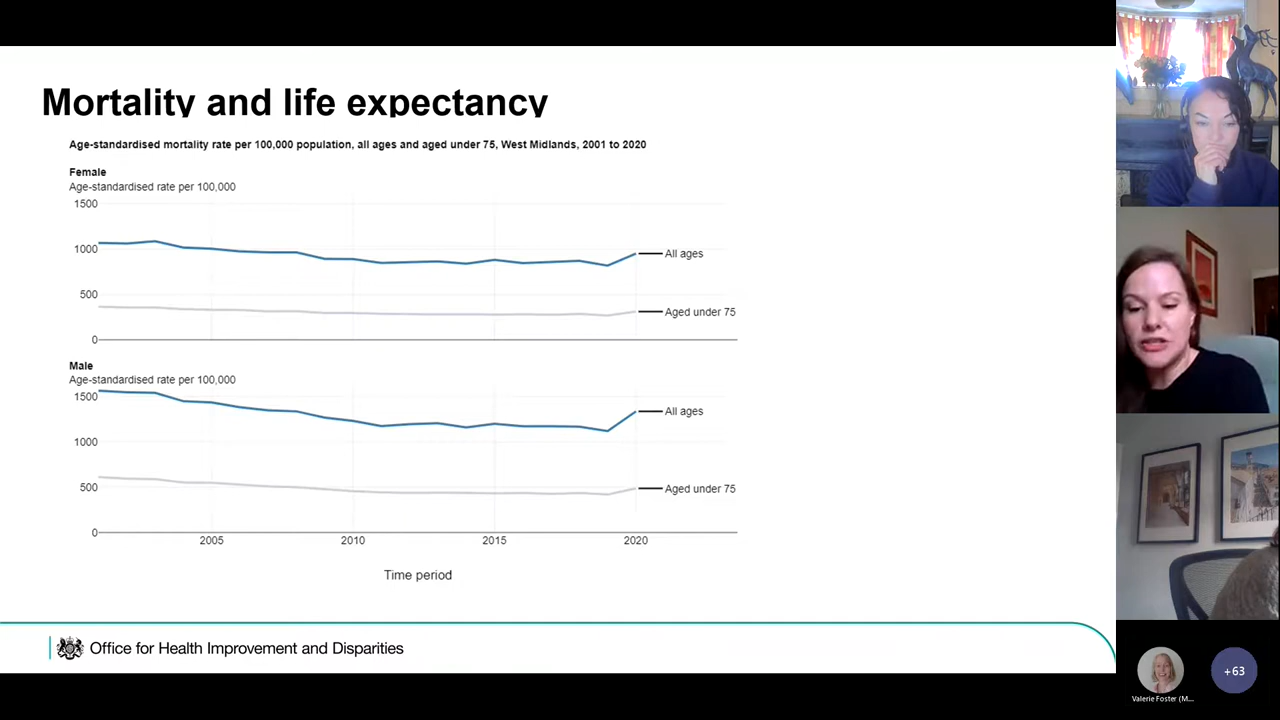 Mortality and life expectancy
Age-standardised mortality rate per 100,000 population, all ages and aged under 75, West Midlands, 2001 to 2020
Female
Age-standardised rate per 100,000
1500
1000
500
0
All ages
Aged under 75
Male
Age-standardised rate per 100,000
1500
1000
500
0
All ages
Aged under 75
2005 2010 2015 2020
Time period
Office for Health Improvement and Disparities
Valerie Foster (M...
+63